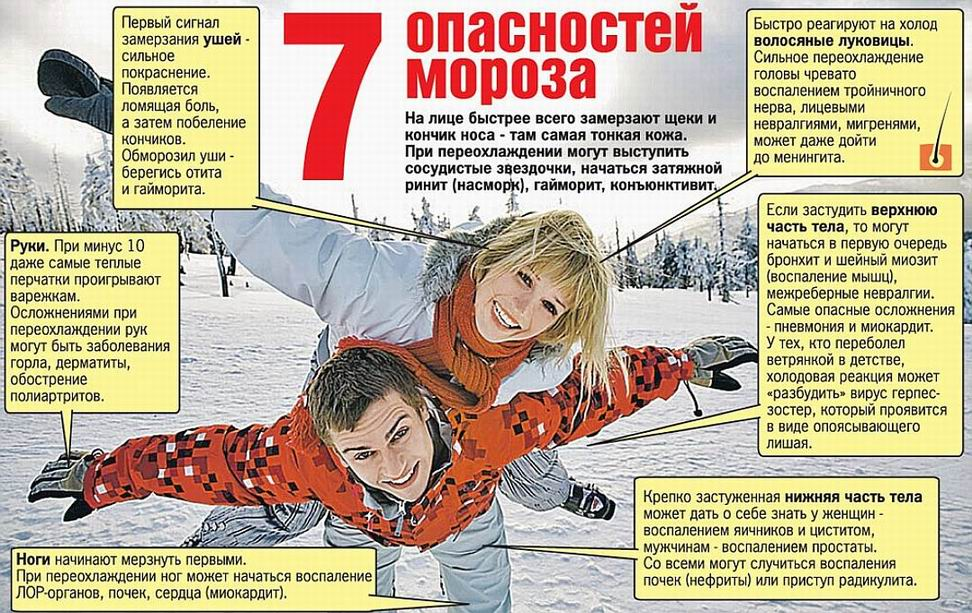 7 опасностей
мороза
На лице быстрее всего замерзают щеки и
кончик носа - там самая тонкая кожа.
При переохлаждении могут выступить
сосудистые звездочки, начаться затяжной
ринит (насморк), гайморит, конъюнктивит.
Первый сигнал
замерзания ушей -
сильное
покраснение.
Появляется
ломящая боль,
а затем побеление
кончиков.
Обморозил уши -
берегись отита
и гайморита.
Быстро реагируют на холод
волосяные луковицы.
Сильное переохлаждение
головы чревато
воспалением тройничного
нерва, лицевыми
невралгиями, мигренями,
может даже дойти
до менингита.
Руки. При минус 10
даже самые теплые
перчатки проигрывают
варежкам.
Осложнениями при
переохлаждении рук
могут быть заболевания
горла, дерматиты,
обострение
полиартритов.
Если застудить верхнюю
часть тела, то могут
начаться в первую очередь
бронхит и шейный миозит
(воспаление мышц),
межреберные невралгии.
Самые опасные осложнения
- пневмония и миокардит.
У тех, кто переболел
ветрянкой в детстве,
холодовая реакция может
«разбудить» вирус герпес-
зостер, который проявится
в виде опоясывающего
лишая.
Крепко застуженная нижняя часть тела
может дать о себе знать у женщин -
воспалением яичников и циститом,
мужчинам - воспалением простаты.
Со всеми могут случиться воспаления
почек (нефриты) или приступ радикулита.
Ноги начинают мерзнуть первыми.
При переохлаждении ног может начаться воспаление
ЛОР-органов, почек, сердца (миокардит).